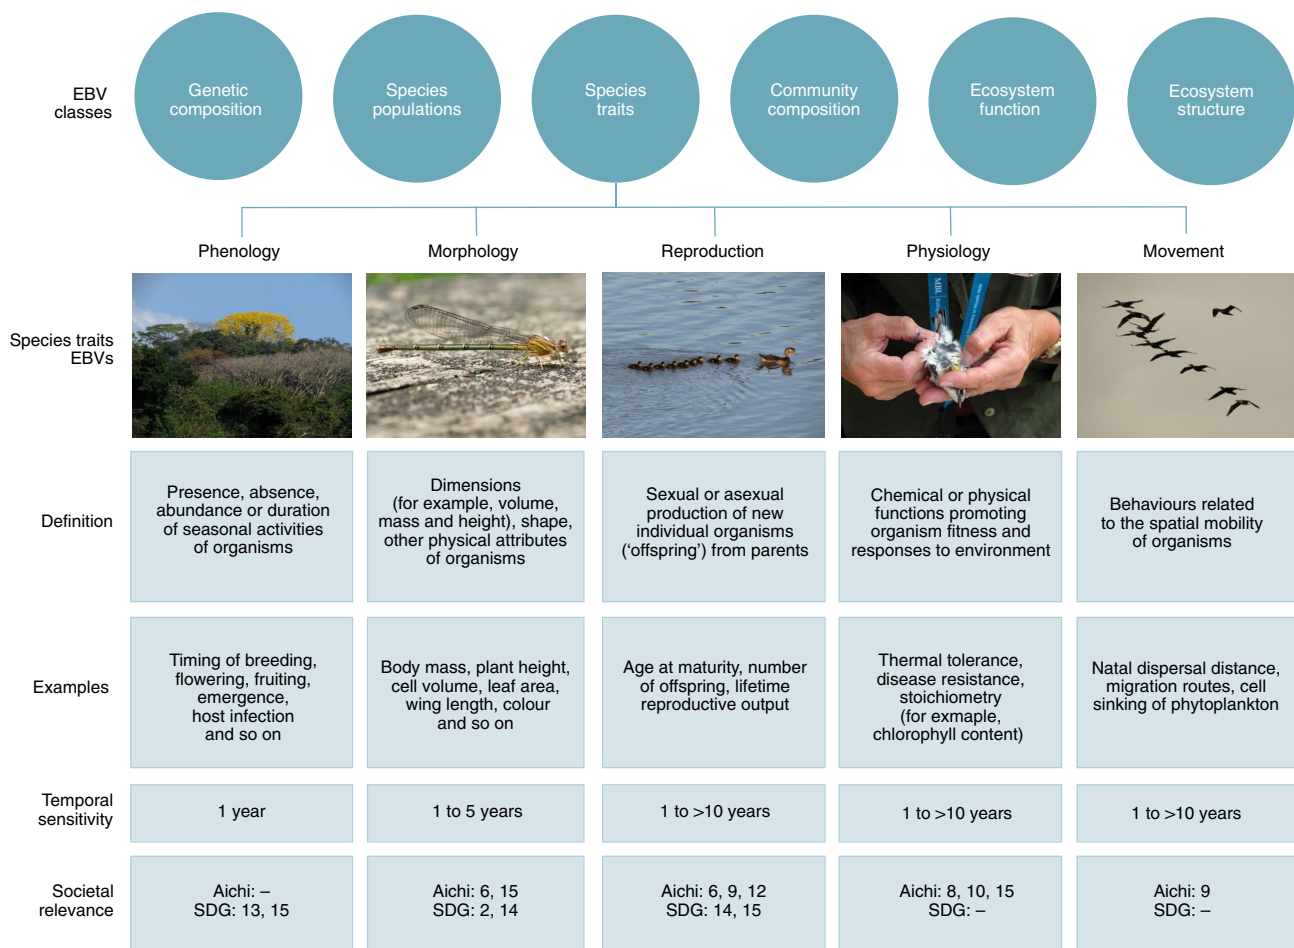 EBV
classes
Genetic
composition
Species
populations
Species
traits
Community
composition
Ecosystem
function
Ecosystem
structure
Phenology
Morphology
Reproduction
Physiology
Movement
Species traits
EBVs
MBL
Definition
Presence, absence,
abundance or duration
of seasonal activities
of organisms
Dimensions
(for example, volume,
mass and height), shape,
other physical attributes
of organisms
Sexual or asexual
production of new
individual organisms
(‘offspring’) from parents
Chemical or physical
functions promoting
organism fitness and
responses to environment
Behaviours related
to the spatial mobility
of organisms
Examples
Timing of breeding,
flowering, fruiting,
emergence,
host infection
and so on
Body mass, plant height,
cell volume, leaf area,
wing length, colour
and so on
Age at maturity, number
of offspring, lifetime
reproductive output
Thermal tolerance,
disease resistance,
stoichiometry
(for exmaple,
chlorophyll content)
Natal dispersal distance,
migration routes, cell
sinking of phytoplankton
Temporal
sensitivity
1 year
1 to 5 years
1 to >10 years
1 to >10 years
1 to >10 years
Societal
relevance
Aichi: –
SDG: 13, 15
Aichi: 6, 15
SDG: 2, 14
Aichi: 6, 9, 12
SDG: 14, 15
Aichi: 8, 10, 15
SDG: –
Aichi: 9
SDG: –